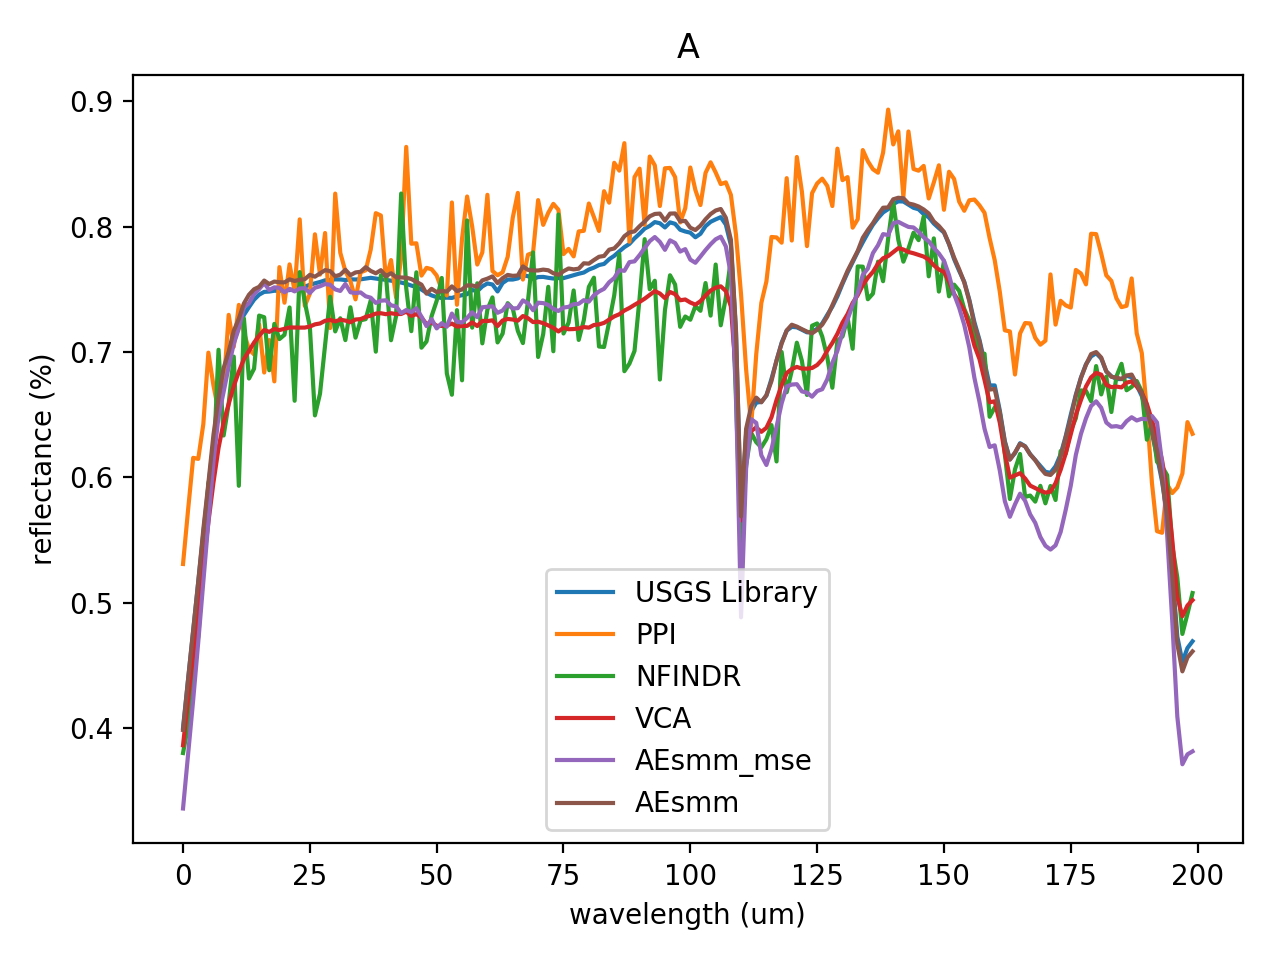 A
0.9
0.8
0.7
0.6
0.5
0.4
reflectance (%)
USGS Library
PPI
NFINDR
VCA
AEsmm_mse
AEsmm
0 25 50 75 100 125 150 175 200
wavelength (um)